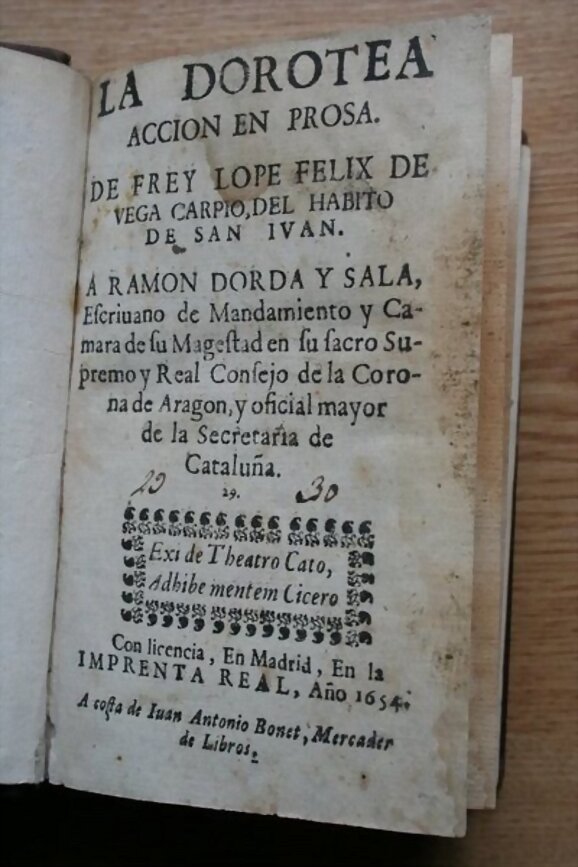 LA DOROTEA
ACCION EN PROSA.
DE FREY LOPE FELIX DE
VEGA CARPIO, DEL HABITO
DE SAN IVAN.
A RAMON DORDA Y SALA,
Eſcriuano de Mandamiento y Ca-
mara de ſu Mageſtad en ſu ſacro Su-
premo y Real Conſejo de la Coro-
na de Aragon, y oficial mayor
de la Secretaria de
Cataluña.
29 30
29.
Exi de Theatro Cato,
Adhibe mentem Cicero
Con licencia, En Madrid, En la
IMPRENTA REAL, Año 1654.
A coſta de Iuan Antonio Bonet, Mercader
de Libros.